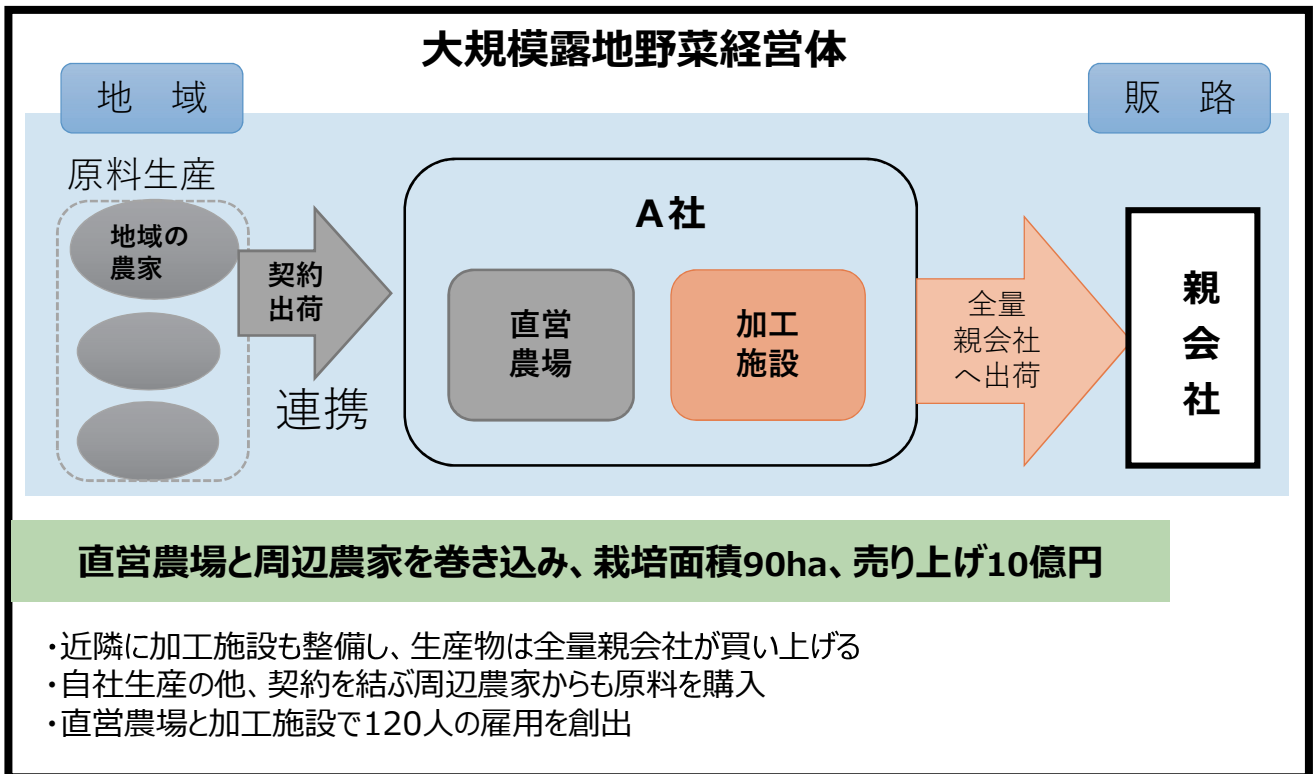 大規模露地野菜経営体
地　域
販　路
原料生産
地域の
農家
契約
出荷
連携
A社
直営
農場
加工
施設
全量
親会社
へ出荷
親
会
社
直営農場と周辺農家を巻き込み、栽培面積90ha、売り上げ10億円
・近隣に加工施設も整備し、生産物は全量親会社が買い上げる
・自社生産の他、契約を結ぶ周辺農家からも原料を購入
・直営農場と加工施設で120人の雇用を創出